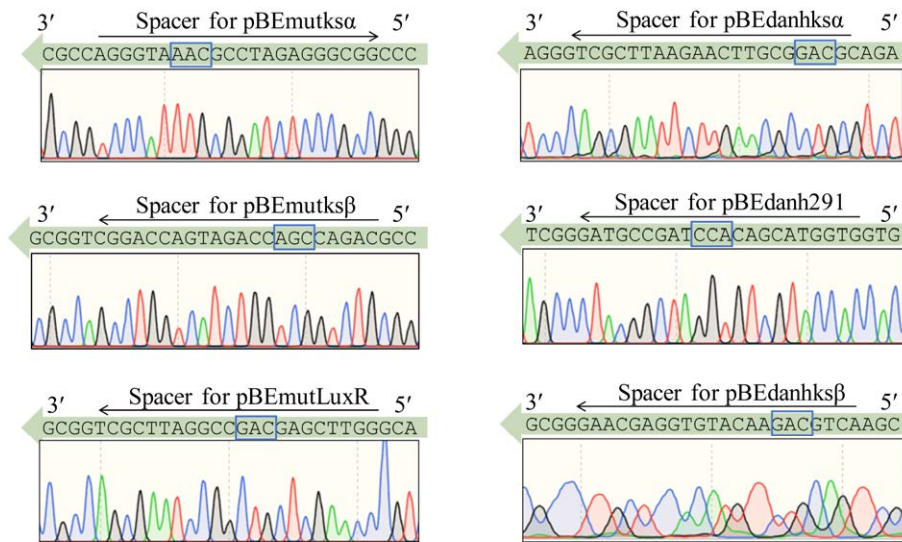 Spacer for pBEmutksα
3′ 5′
CGCCAGGGTAAACGCCTAGAGGGCGGCCC
Spacer for pBEmutksβ
3′ 5′
GCGGTCGGACCAGTAGACCAGCCAGACGCC
Spacer for pBEmutLuxR
3′ 5′
GCGGTCGCTTAGGCCGACGAGCTTGGGCA
Spacer for pBEdanhksα
3′ 5′
AGGGTCGCTTAAGAACTTGCGGACGCAGA
Spacer for pBEdanh291
3′ 5′
TCGGGATGCCGATCCACAGCATGGTGGTG
Spacer for pBEdanhksβ
3′ 5′
GCGGGAACGAGGTGTACAAGACGTCAAGC